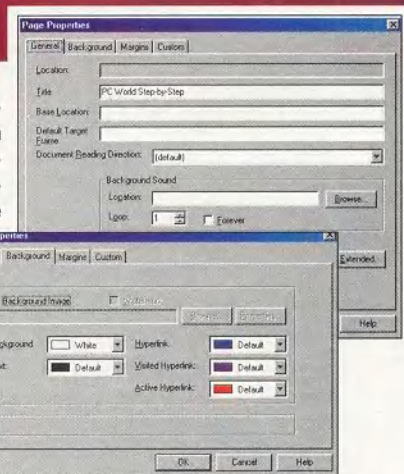 Page Properties
General Background Margins Custom
Location:
Title: PC World Step-by-Step
Base Location:
Default Target
Frame
Document Reading Direction: (default)
Background Sound
Location: Browse...
Loop: 1 Forever
Extended...
Help
perties
Background Margins Custom
Background Image
kground White Hyperlink: Default
xt: Default Visited Hyperlink: Default
Active Hyperlink: Default
OK Cancel Help